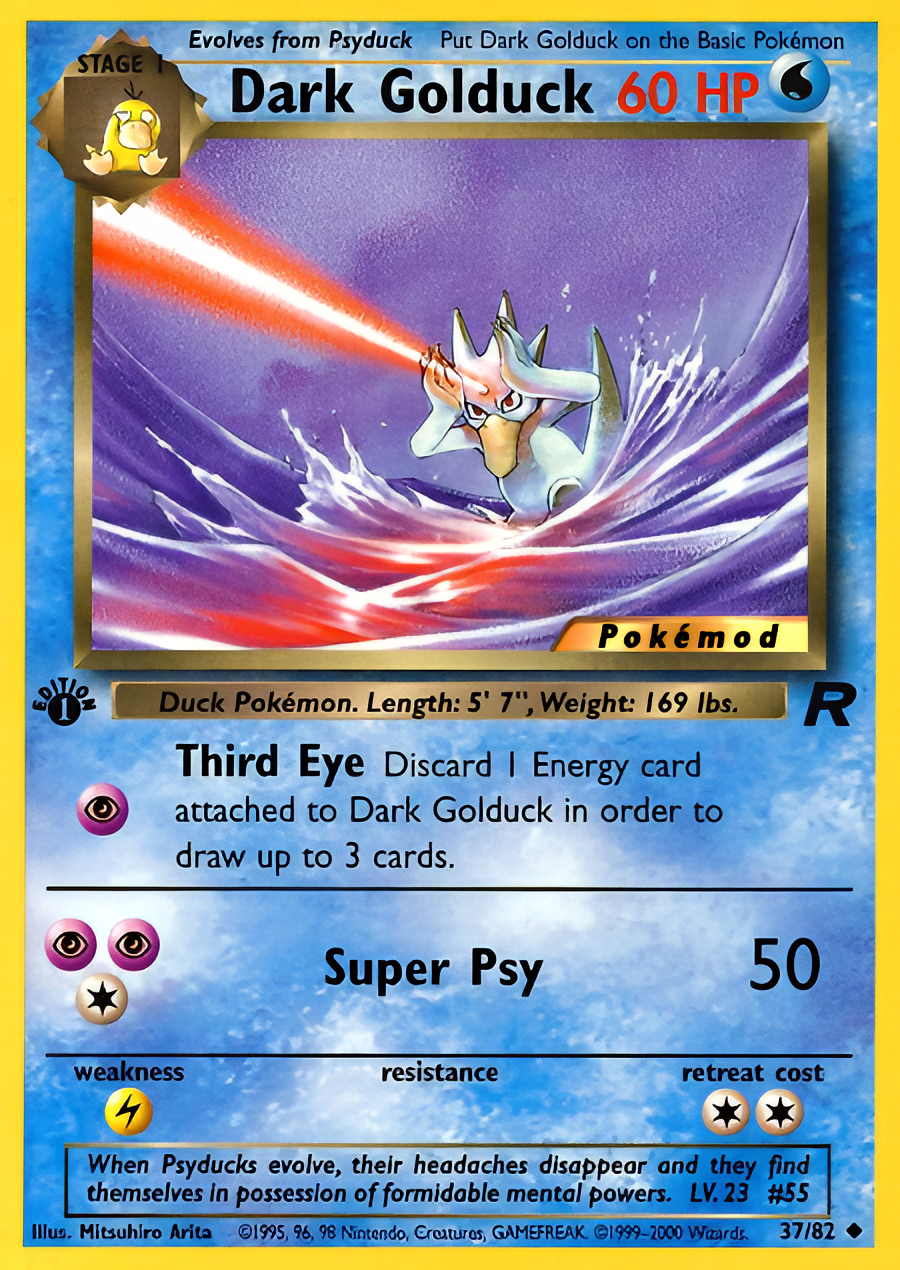 Evolves from Psyduck Put Dark Golduck on the Basic Pokémon
STAGE 1
Dark Golduck 60 HP
Pokémod
EDITION
1
Duck Pokémon. Length: 5' 7", Weight: 169 lbs.
R
Third Eye Discard 1 Energy card
attached to Dark Golduck in order to
draw up to 3 cards.
Super Psy 50
weakness resistance retreat cost
When Psyducks evolve, their headaches disappear and they find
themselves in possession of formidable mental powers. LV. 23 #55
Illus. Mitsuhiro Arita ©1995, 96, 98 Nintendo, Creatures, GAMEFREAK. ©1999–2000 Wizards. 37/82